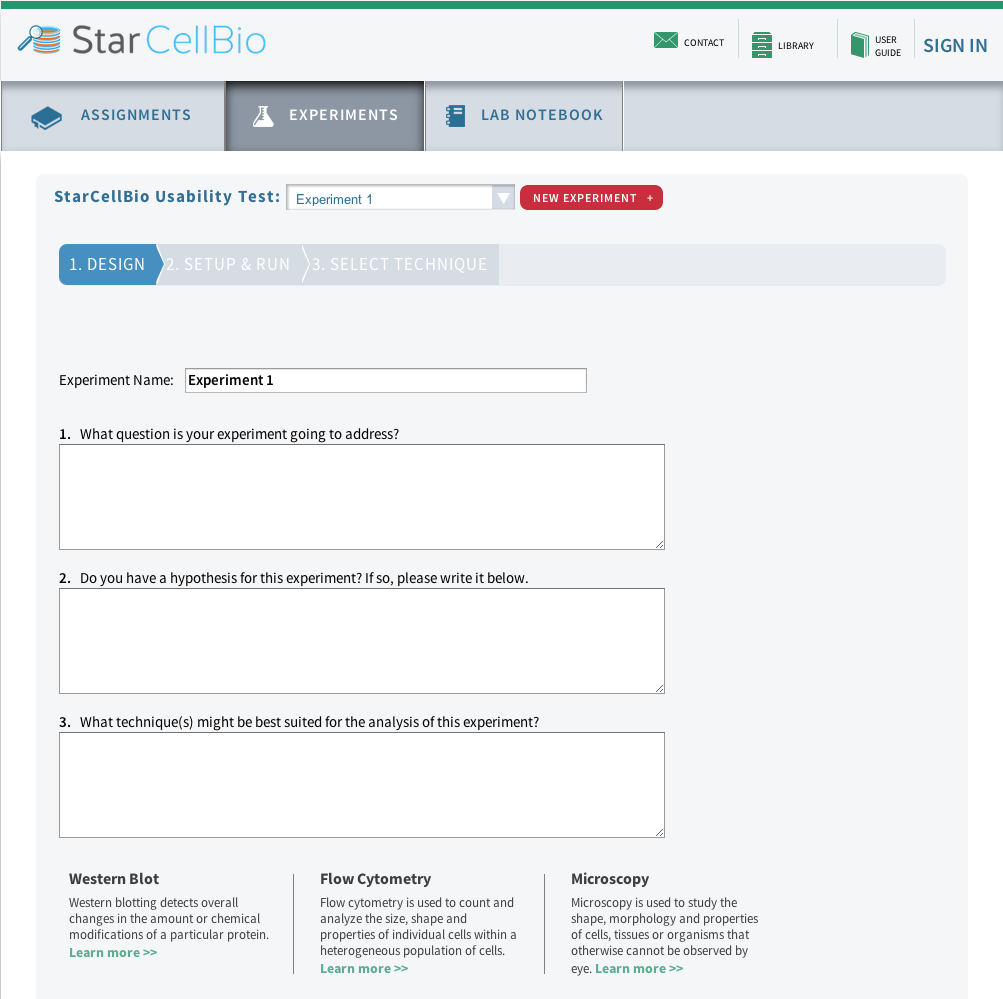 StarCellBio
CONTACT
LIBRARY
USER
GUIDE
SIGN IN
ASSIGNMENTS
EXPERIMENTS
LAB NOTEBOOK
StarCellBio Usability Test:
Experiment 1
NEW EXPERIMENT +
1. DESIGN
2. SETUP & RUN
3. SELECT TECHNIQUE
Experiment Name:
Experiment 1
1. What question is your experiment going to address?
2. Do you have a hypothesis for this experiment? If so, please write it below.
3. What technique(s) might be best suited for the analysis of this experiment?
Western Blot
Western blotting detects overall
changes in the amount or chemical
modifications of a particular protein.
Learn more >>
Flow Cytometry
Flow cytometry is used to count and
analyze the size, shape and
properties of individual cells within a
heterogeneous population of cells.
Learn more >>
Microscopy
Microscopy is used to study the
shape, morphology and properties
of cells, tissues or organisms that
otherwise cannot be observed by
eye. Learn more >>